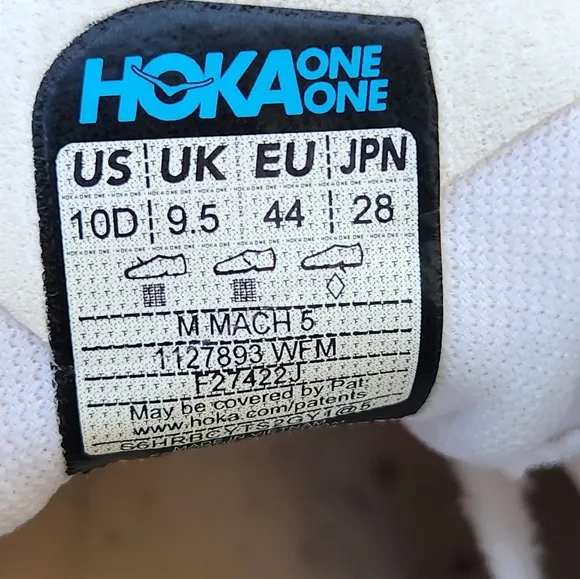 HOKA ONE ONE
US UK EU JPN
10D 9.5 44 28
M MACH 5
1127893 WFM
F27422J
May be covered by Pat:
www.hoka.com/patents